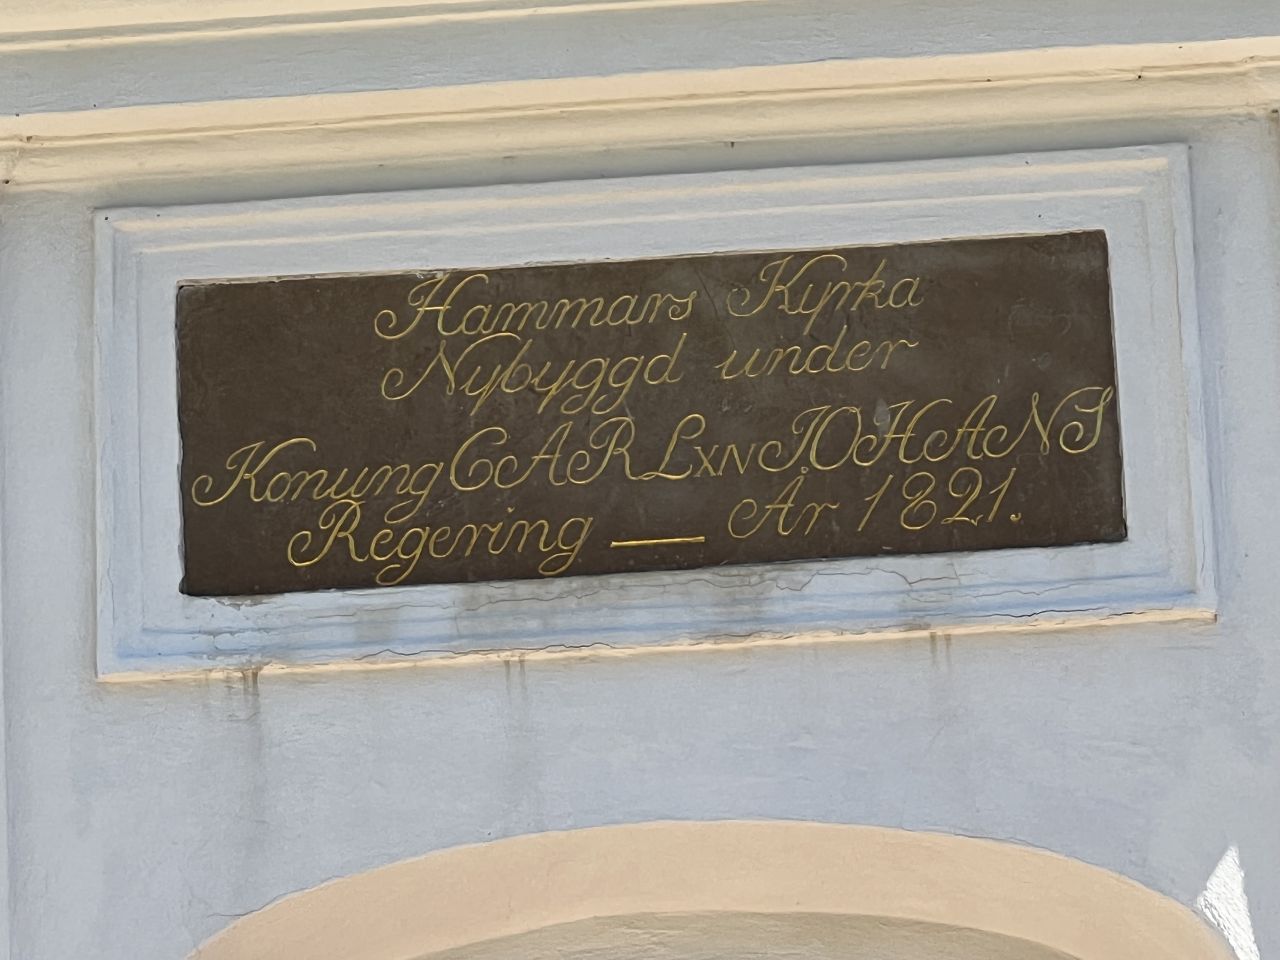 Hammars Kyrka
Nybyggd under
Konung CARL XIV JOHANS
Regering — År 1821.